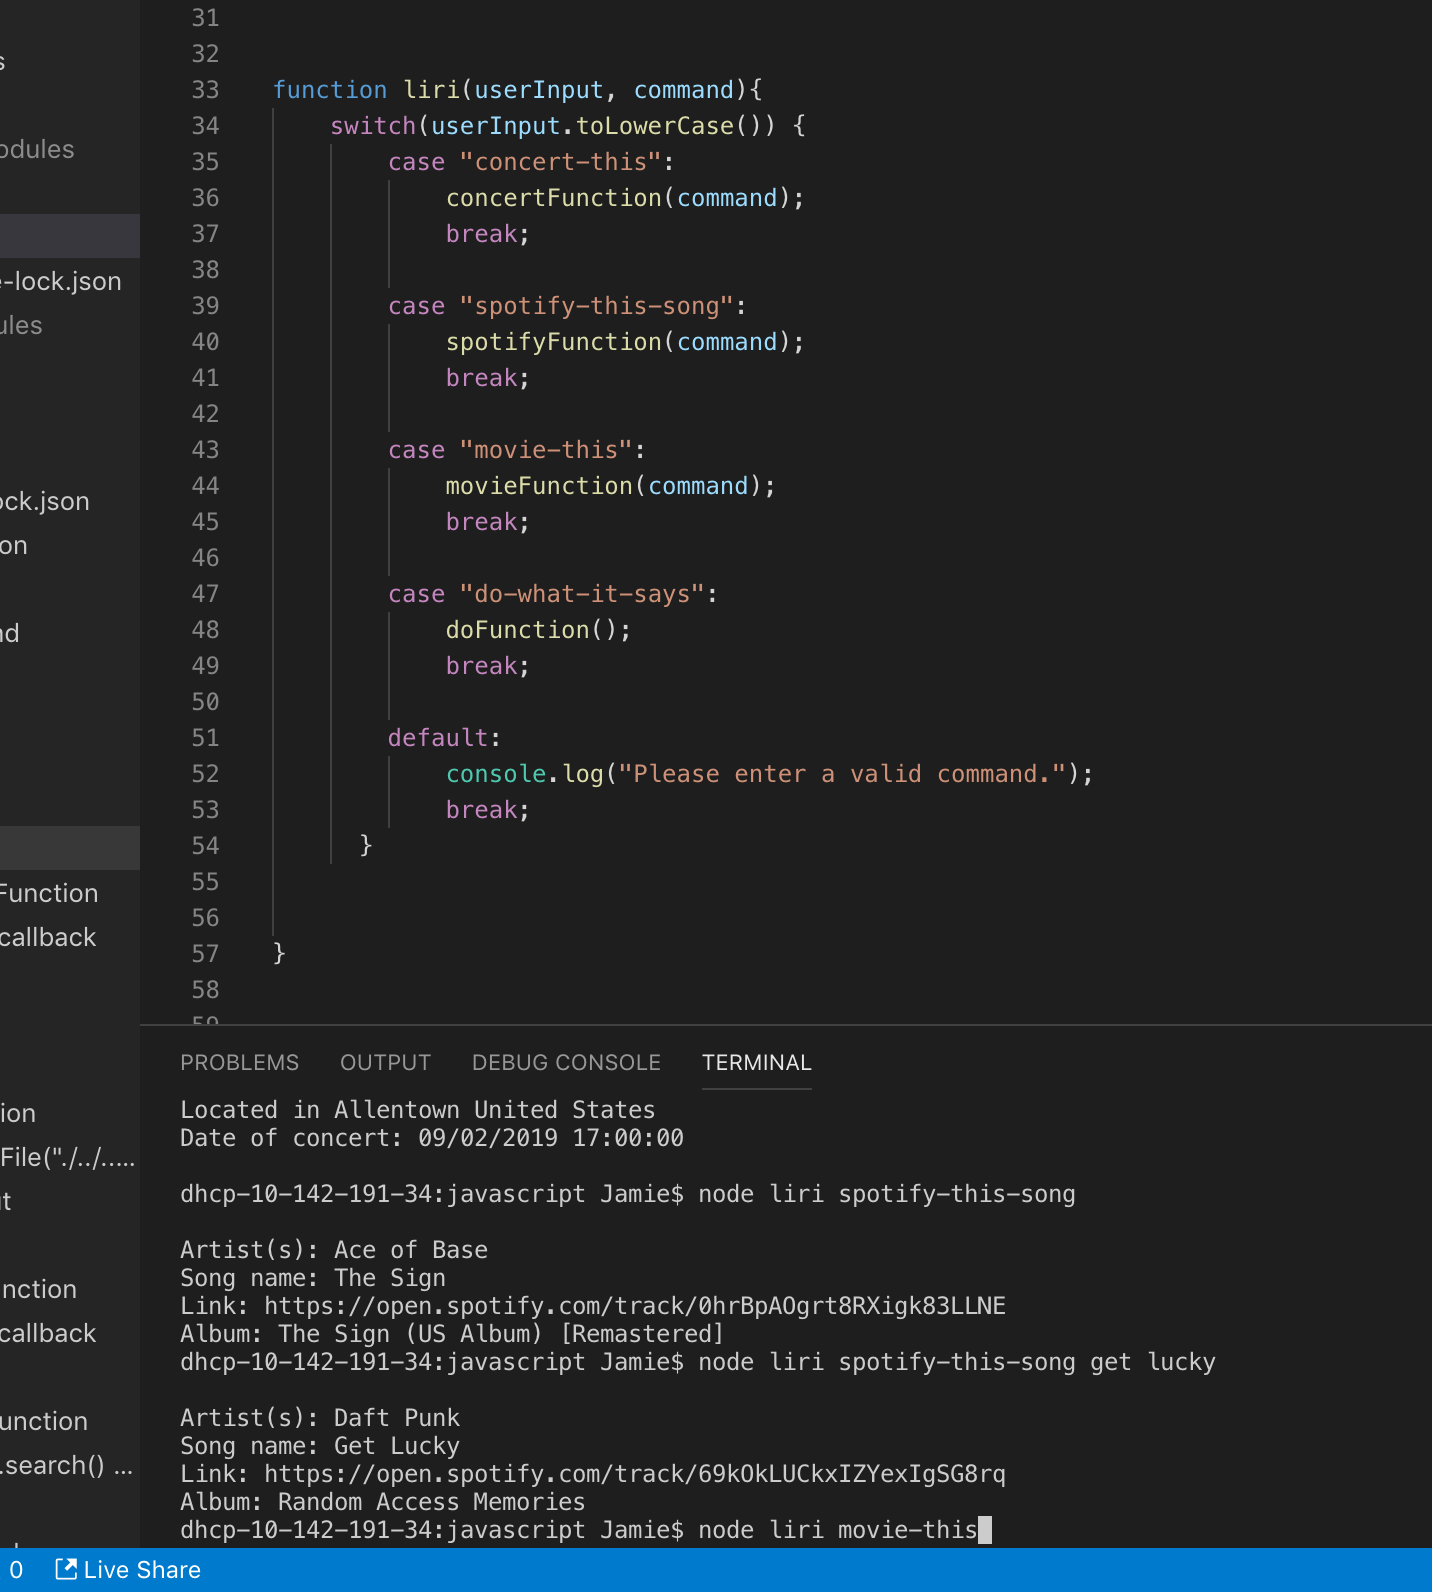 s
odules
e-lock.json
ules
ock.json
on
nd
Function
callback
ion
File("./../.…
t
nction
callback
unction
.search() ...
31
32
33 function liri(userInput, command){
34 switch(userInput.toLowerCase()) {
35 case "concert-this":
36 concertFunction(command);
37 break;
38
39 case "spotify-this-song":
40 spotifyFunction(command);
41 break;
42
43 case "movie-this":
44 movieFunction(command);
45 break;
46
47 case "do-what-it-says":
48 doFunction();
49 break;
50
51 default:
52 console.log("Please enter a valid command.");
53 break;
54 }
55
56
57 }
58
59
PROBLEMS OUTPUT DEBUG CONSOLE TERMINAL
Located in Allentown United States
Date of concert: 09/02/2019 17:00:00
dhcp-10-142-191-34:javascript Jamie$ node liri spotify-this-song
Artist(s): Ace of Base
Song name: The Sign
Link: https://open.spotify.com/track/0hrBpAOgrt8RXigk83LLNE
Album: The Sign (US Album) [Remastered]
dhcp-10-142-191-34:javascript Jamie$ node liri spotify-this-song get lucky
Artist(s): Daft Punk
Song name: Get Lucky
Link: https://open.spotify.com/track/69kOkLUCkxIZYexIgSG8rq
Album: Random Access Memories
dhcp-10-142-191-34:javascript Jamie$ node liri movie-this
0 Live Share